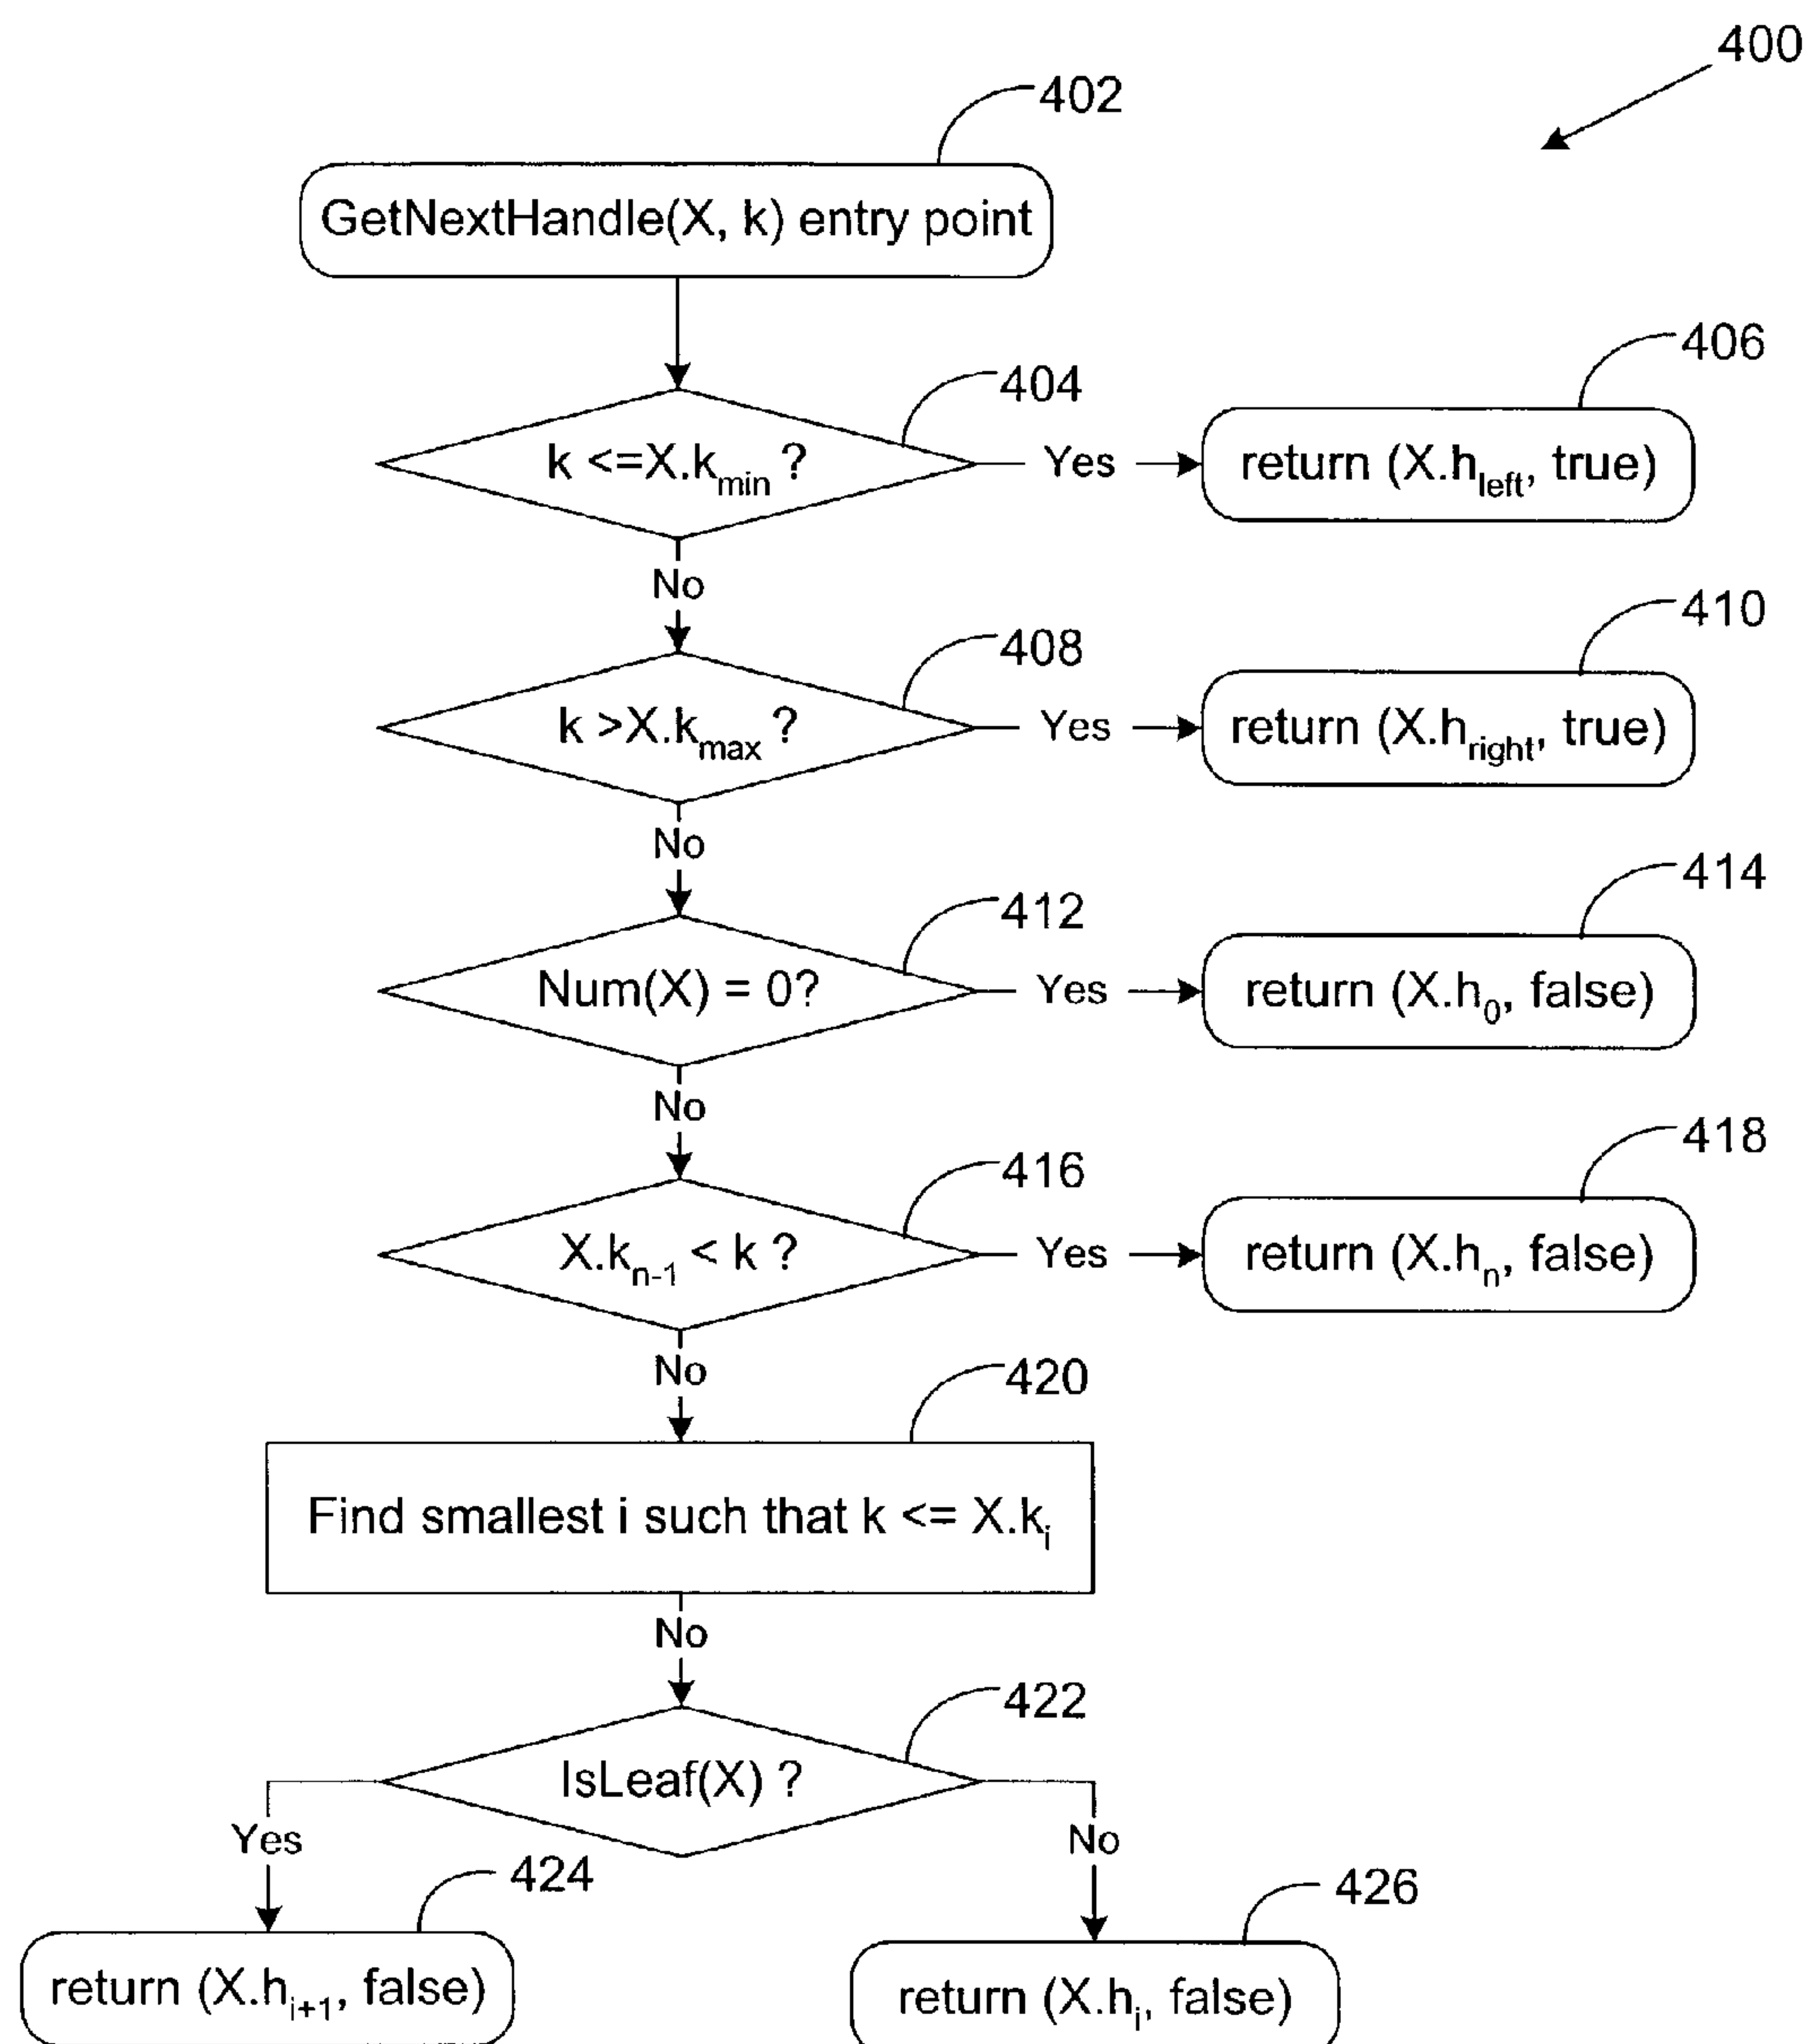 400
402
GetNextHandle(X, k) entry point
404
k <=X.kmin ?
Yes
406
return (X.hleft, true)
No
408
k >X.kmax ?
Yes
410
return (X.hright, true)
No
412
Num(X) = 0?
Yes
414
return (X.h0, false)
No
416
X.kn-1 < k ?
Yes
418
return (X.hn, false)
No
420
Find smallest i such that k <= X.ki
No
422
IsLeaf(X) ?
Yes
No
424
return (X.hi+1, false)
426
return (X.hi, false)